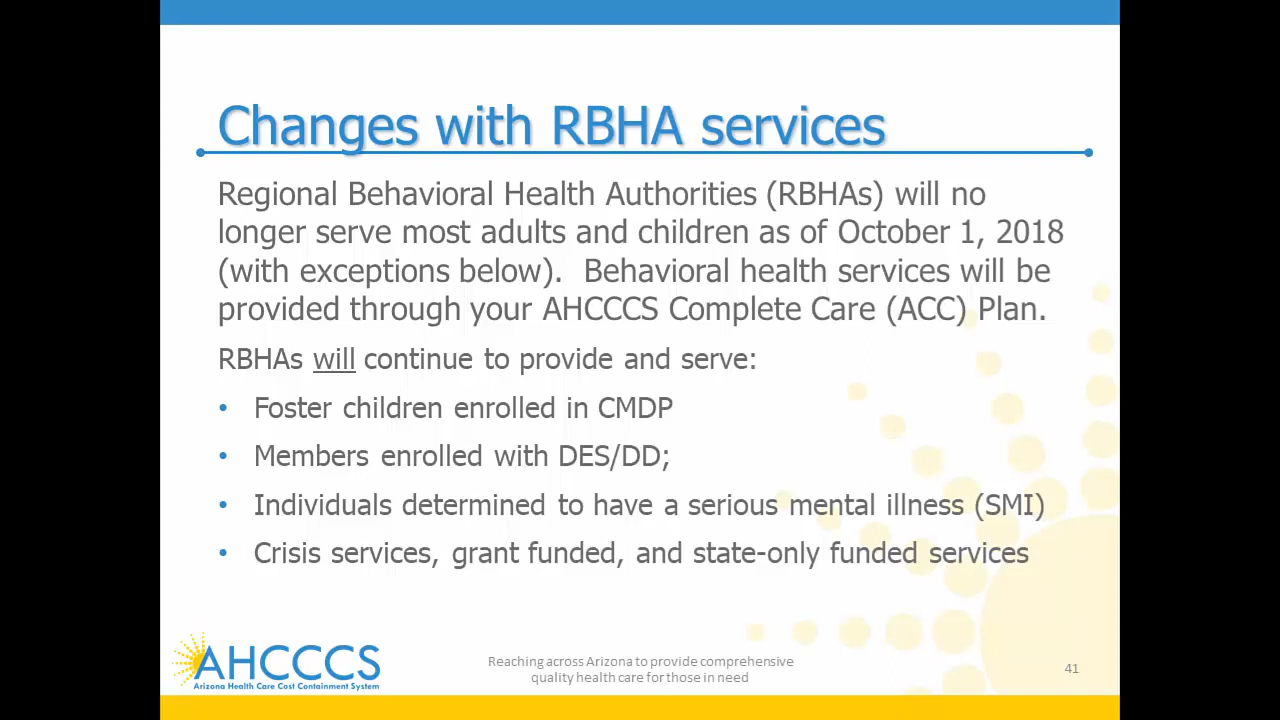 Changes with RBHA services
Regional Behavioral Health Authorities (RBHAs) will no
longer serve most adults and children as of October 1, 2018
(with exceptions below).  Behavioral health services will be
provided through your AHCCCS Complete Care (ACC) Plan.
RBHAs will continue to provide and serve:
• Foster children enrolled in CMDP
• Members enrolled with DES/DD;
• Individuals determined to have a serious mental illness (SMI)
• Crisis services, grant funded, and state-only funded services
AHCCCS
Arizona Health Care Cost Containment System
Reaching across Arizona to provide comprehensive
quality health care for those in need
41